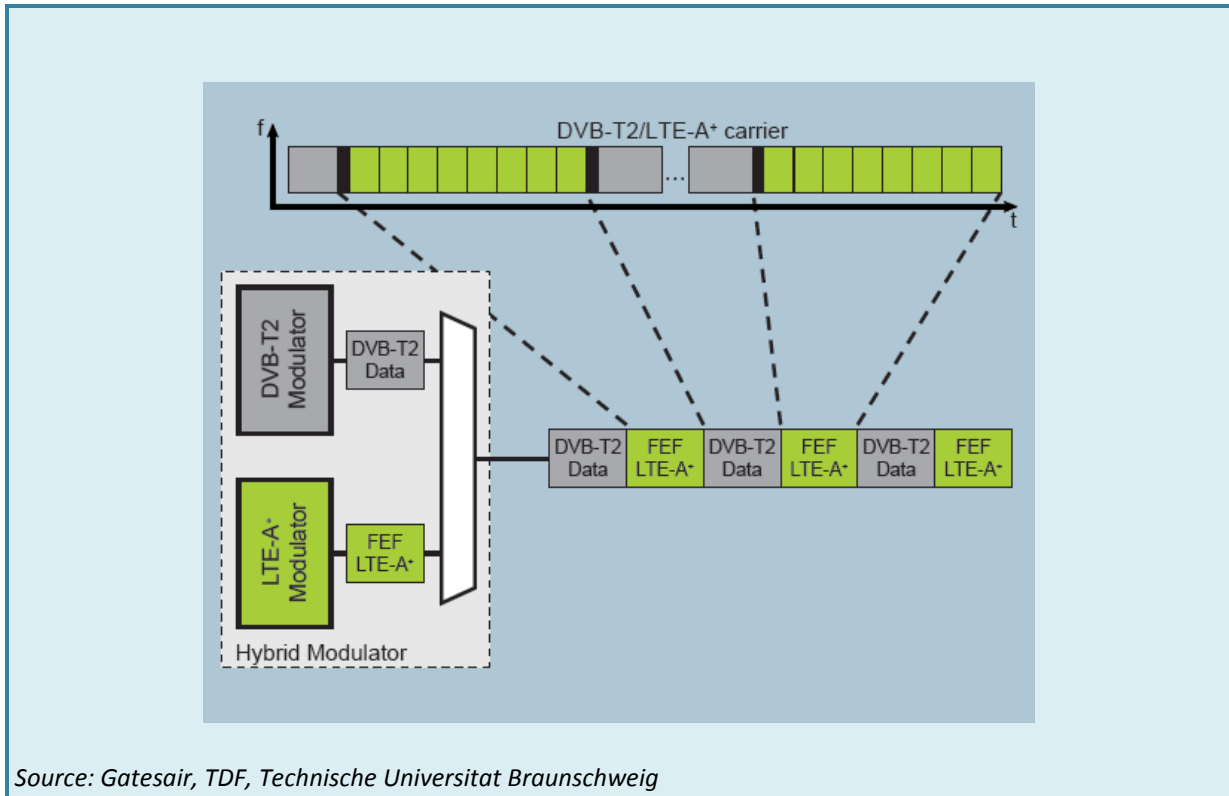 f
DVB-T2/LTE-A⁺ carrier
...
t
DVB-T2
Modulator
DVB-T2
Data
LTE-A⁺
Modulator
FEF
LTE-A⁺
Hybrid Modulator
DVB-T2
Data
FEF
LTE-A⁺
DVB-T2
Data
FEF
LTE-A⁺
DVB-T2
Data
FEF
LTE-A⁺
Source: Gatesair, TDF, Technische Universitat Braunschweig